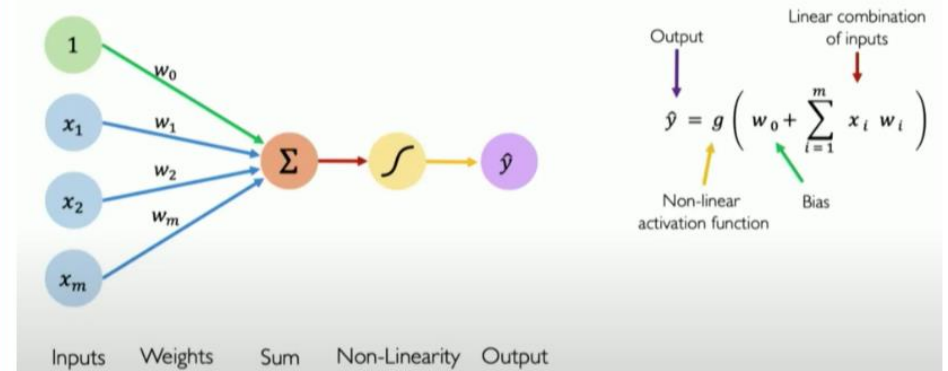 1
w₀
x₁
w₁
x₂
w₂
wₘ
xₘ
Σ
∫
ŷ
Inputs Weights Sum Non-Linearity Output
Output
Linear combination
of inputs
ŷ = g ( w₀ + ∑ᵢ₌₁ᵐ xᵢ wᵢ )
Non-linear
activation function
Bias